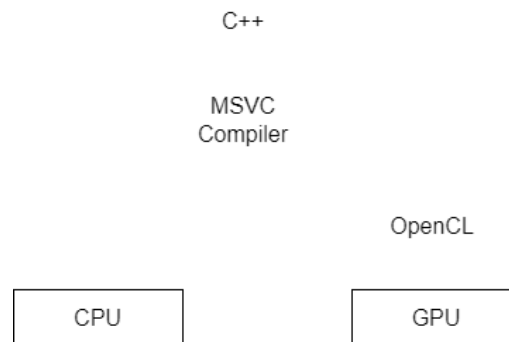 C++
MSVC
Compiler
OpenCL
CPU
GPU